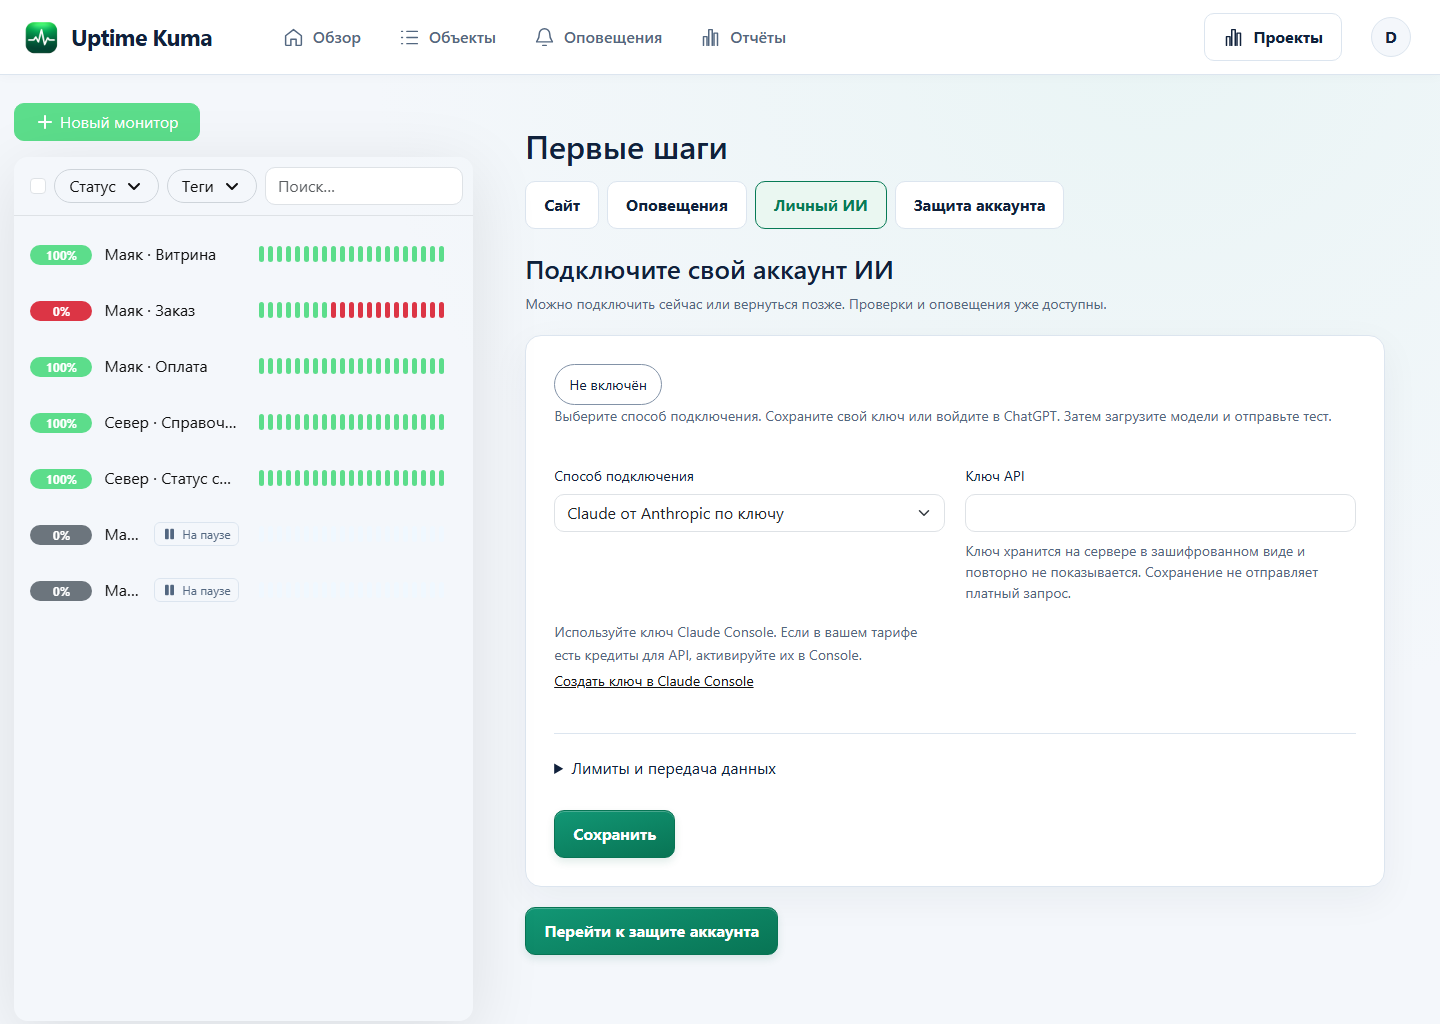 Uptime Kuma
Обзор
Объекты
Оповещения
Отчёты
Проекты
D
Новый монитор
Статус
Теги
Поиск...
100%
Маяк · Витрина
0%
Маяк · Заказ
100%
Маяк · Оплата
100%
Север · Справоч...
100%
Север · Статус с...
0%
Ма...
На паузе
0%
Ма...
На паузе
Первые шаги
Сайт
Оповещения
Личный ИИ
Защита аккаунта
Подключите свой аккаунт ИИ
Можно подключить сейчас или вернуться позже. Проверки и оповещения уже доступны.
Не включён
Выберите способ подключения. Сохраните свой ключ или войдите в ChatGPT. Затем загрузите модели и отправьте тест.
Способ подключения
Claude от Anthropic по ключу
Ключ API
Ключ хранится на сервере в зашифрованном виде и
повторно не показывается. Сохранение не отправляет
платный запрос.
Используйте ключ Claude Console. Если в вашем тарифе
есть кредиты для API, активируйте их в Console.
Создать ключ в Claude Console
Лимиты и передача данных
Сохранить
Перейти к защите аккаунта